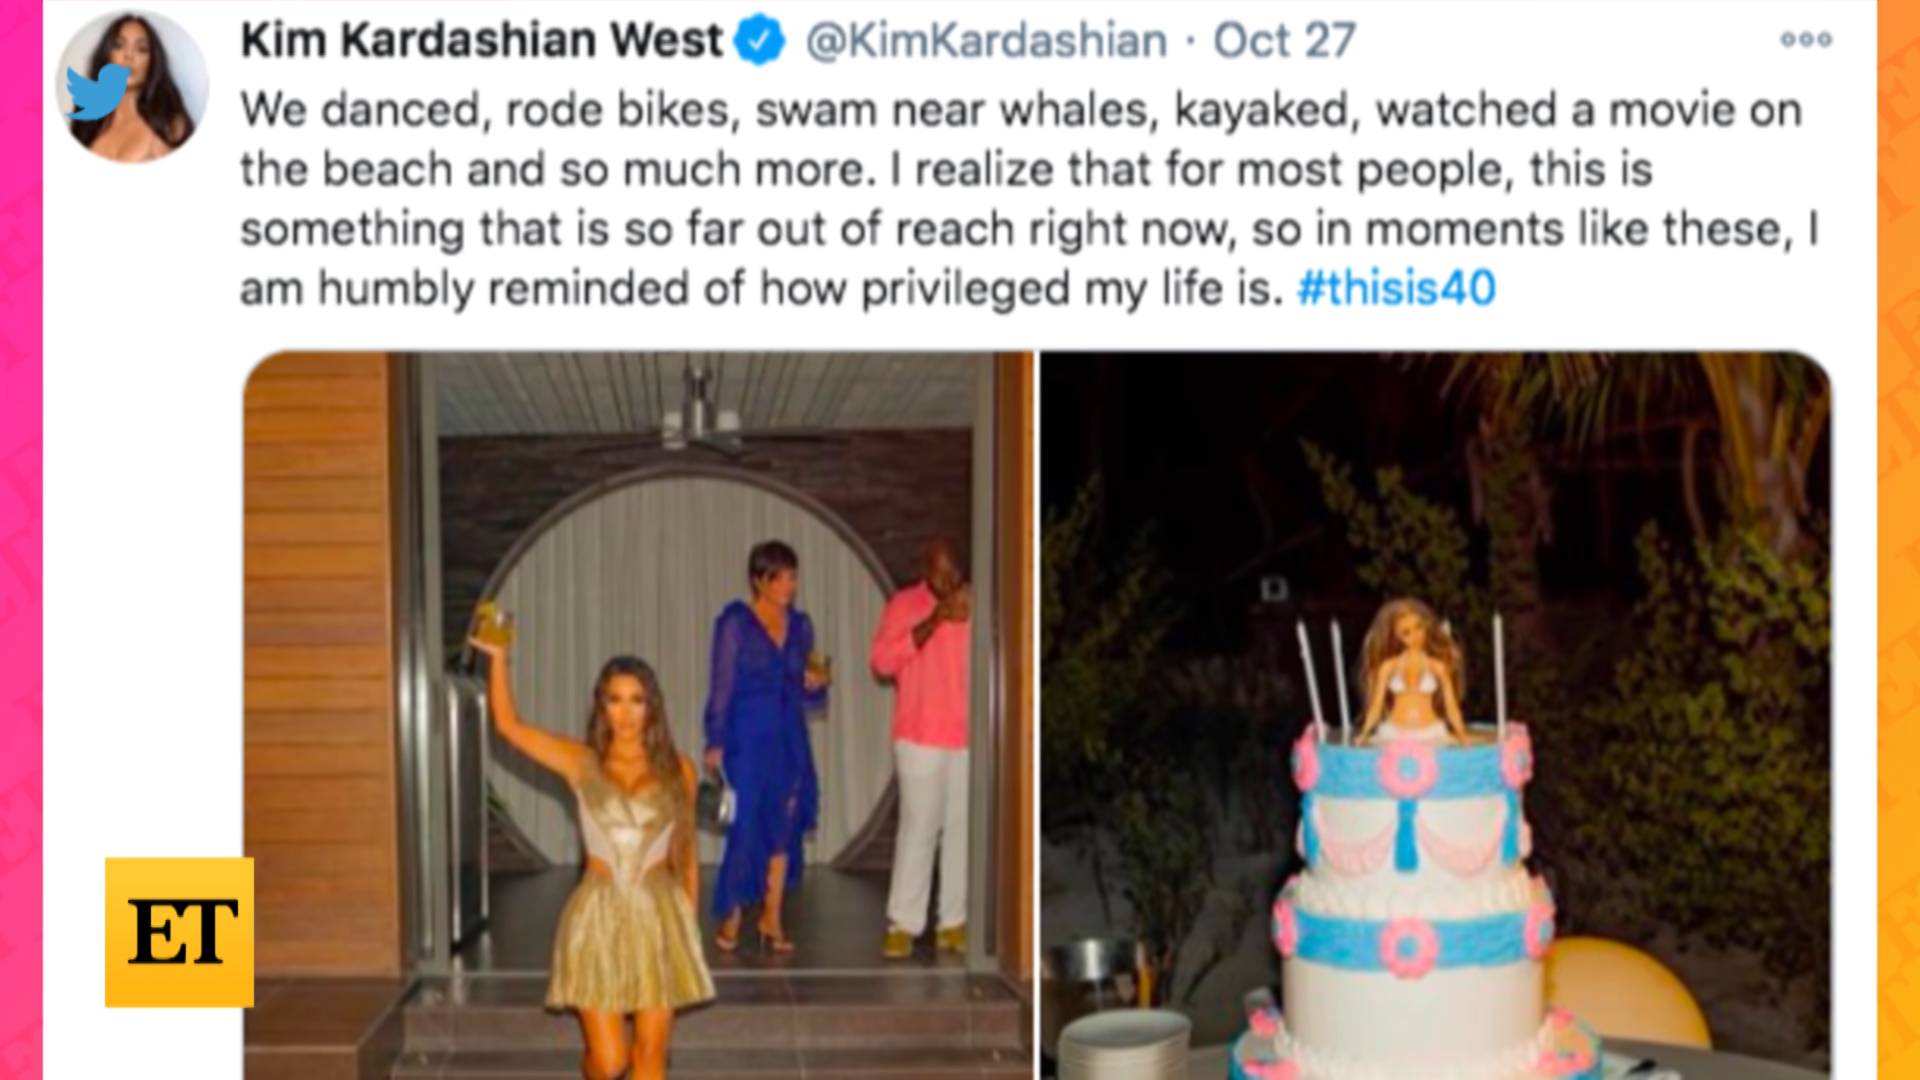 Kim Kardashian West @KimKardashian · Oct 27
We danced, rode bikes, swam near whales, kayaked, watched a movie on
the beach and so much more. I realize that for most people, this is
something that is so far out of reach right now, so in moments like these, I
am humbly reminded of how privileged my life is. #thisis40
ET